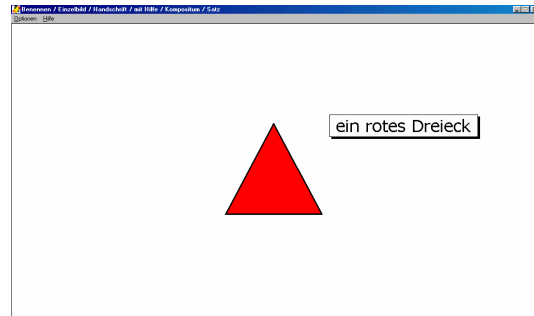 Benennen / Einzelbild / Handschrift / mit Hilfe / Kompositum / Satz
Optionen Hilfe
ein rotes Dreieck